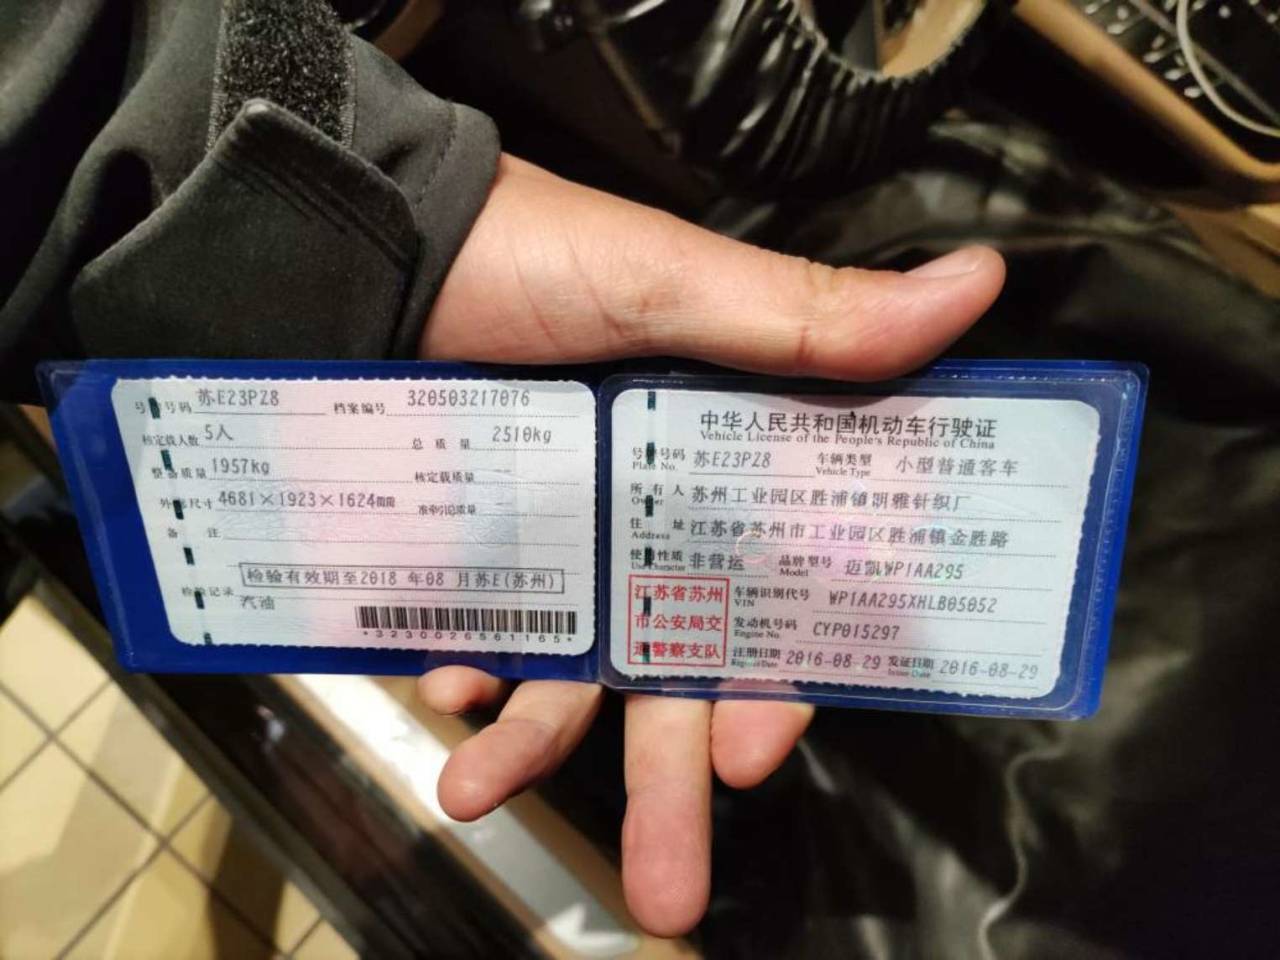 号牌号码 苏E23PZ8 档案编号 320503217076
核定载人数 5人 总质量 2510kg
整备质量 1957kg 核定载质量
外廓尺寸 4681×1923×1624mm 准牵引总质量
备注
检验有效期至2018 年08 月苏E(苏州)
检验记录
汽油
*3230026561165*
中华人民共和国机动车行驶证
Vehicle License of the People's Republic of China
号牌号码 Plate No. 苏E23PZ8 车辆类型 Vehicle Type 小型普通客车
所有人 Owner 苏州工业园区胜浦镇明雅针织厂
住址 Address 江苏省苏州市工业园区胜浦镇金胜路
使用性质 Use Character 非营运 品牌型号 Model 迈凯WP1AA295
车辆识别代号 VIN WP1AA295XHLB05052
发动机号码 Engine No. CYP015297
注册日期 Register Date 2016-08-29 发证日期 Issue Date 2016-08-29
江苏省苏州
市公安局交
通警察支队